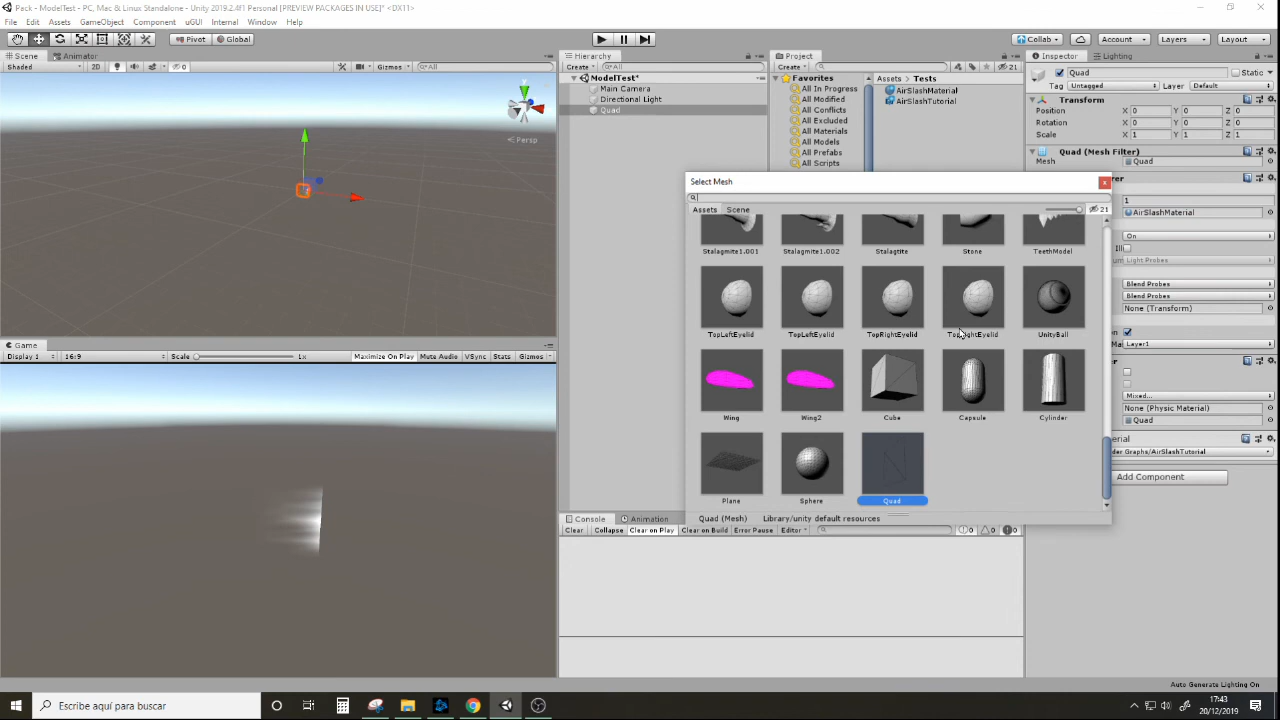 Pack - ModelTest - PC, Mac & Linux Standalone - Unity 2019.2.4f1 Personal [PREVIEW PACKAGES IN USE]* <DX11>
File Edit Assets GameObject Component uGUI Internal Window Help
Pivot Global Collab Account Layers Layout
Scene Animator
Shaded 2D 0 Gizmos All
Persp
Hierarchy
Create All
ModelTest*
Main Camera
Directional Light
Quad
Project
Create 21
Favorites
All In Progress
All Modified
All Conflicts
All Excluded
All Materials
All Models
All Prefabs
All Scripts
Assets Tests
AirSlashMaterial
AirSlashTutorial
Inspector Lighting
Quad Static
Tag Untagged Layer Default
Transform
Position X 0 Y 0 Z 0
Rotation X 0 Y 0 Z 0
Scale X 1 Y 1 Z 1
Quad (Mesh Filter)
Mesh Quad
1
AirSlashMaterial
On
Light Probes
Blend Probes
Blend Probes
None (Transform)
Layer1
Mixed...
None (Physic Material)
Quad
Graphs/AirSlashTutorial
Add Component
Select Mesh
Assets Scene 21
Stalagmite1.001 Stalagmite1.002 Stalagtite Stone TeethModel
TopLeftEyelid TopLeftEyelid TopRightEyelid TopRightEyelid UnityBall
Wing Wing2 Cube Capsule Cylinder
Plane Sphere Quad
Quad (Mesh) Library/unity default resources
Game
Display 1 16:9 Scale 1x Maximize On Play Mute Audio VSync Stats Gizmos
Console Animation
Clear Collapse Clear on Play Clear on Build Error Pause Editor 0 0 0
Auto Generate Lighting On
Escribe aquí para buscar
17:43
20/12/2019